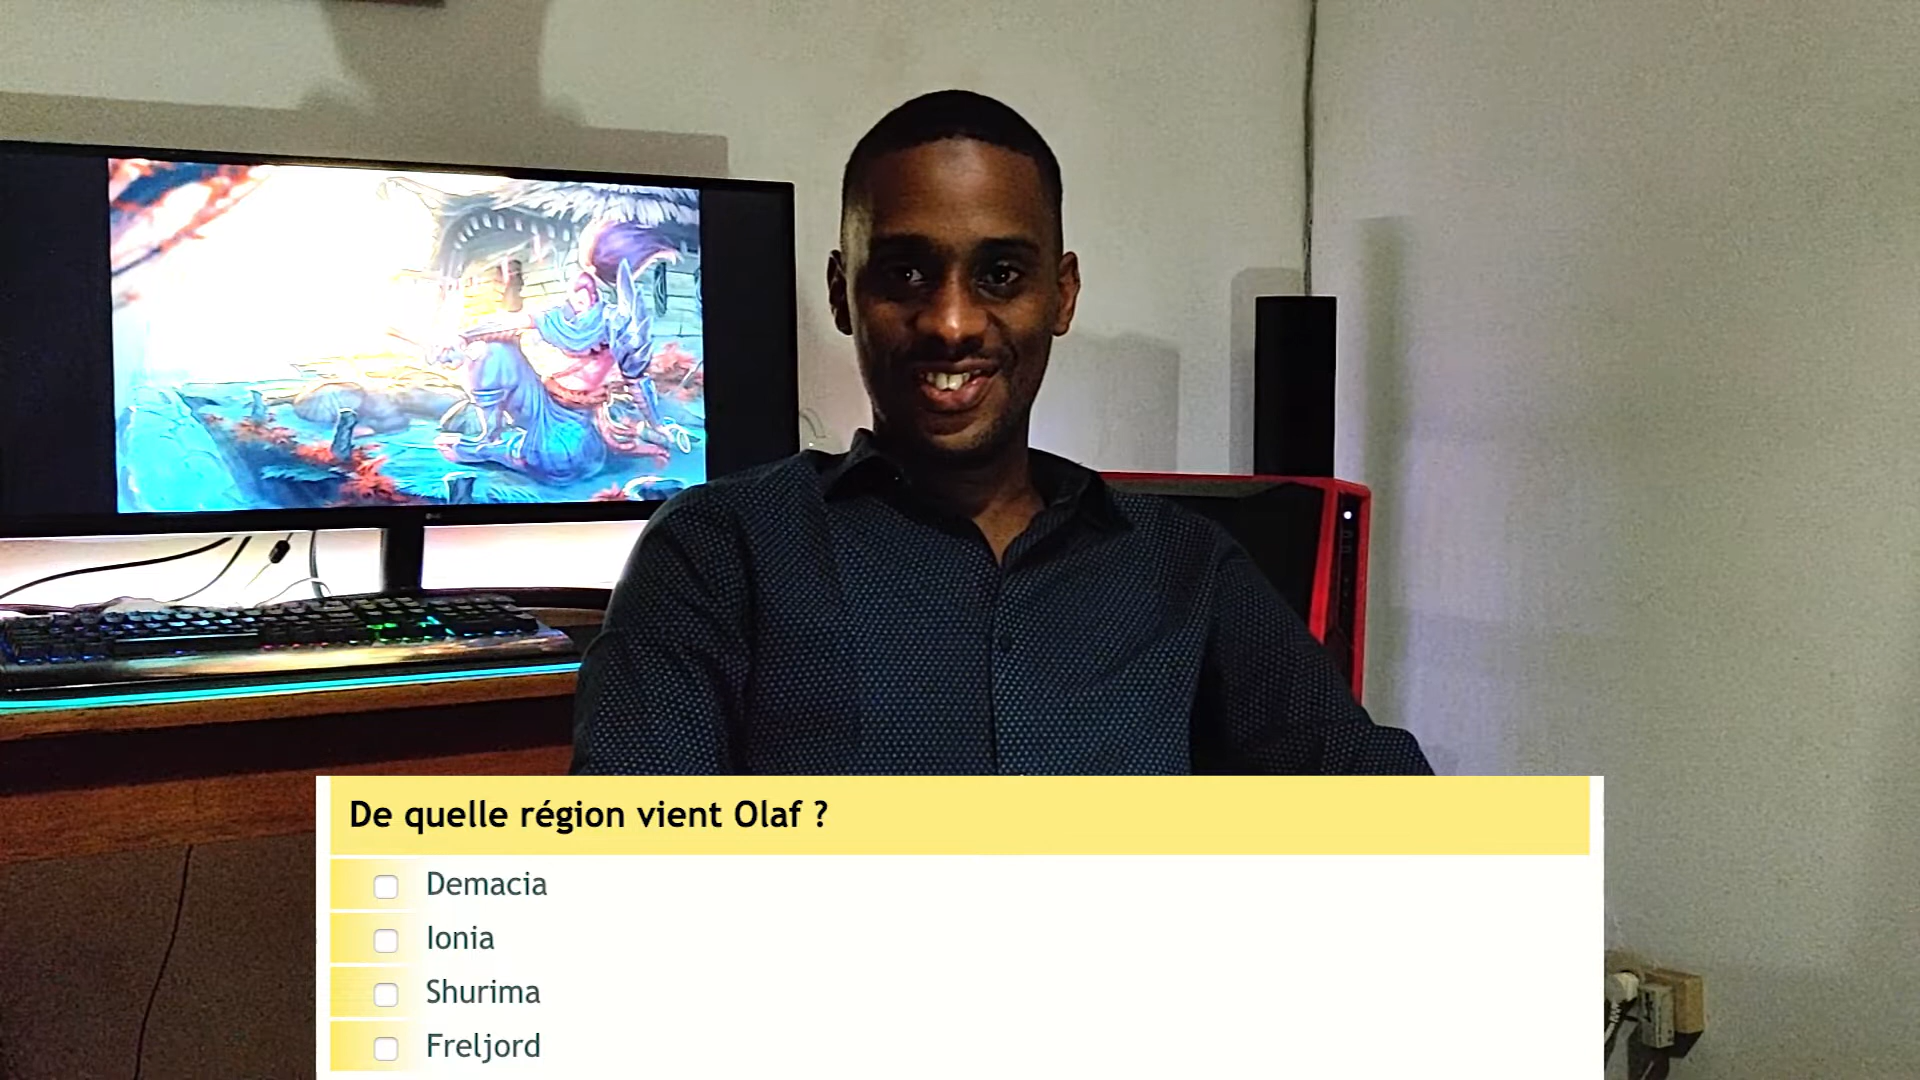 De quelle région vient Olaf ?
Demacia
Ionia
Shurima
Freljord